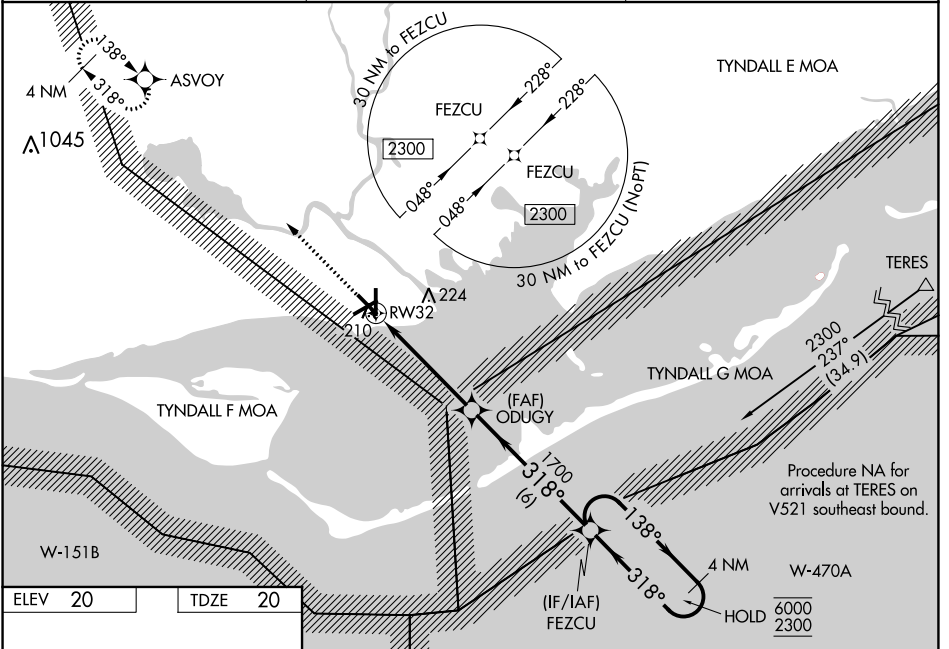 138°
318°
4 NM
ASVOY
1045
30 NM to FEZCU
228°
228°
FEZCU
2300
FEZCU
2300
048°
048°
30 NM to FEZCU (NoPT)
TYNDALL E MOA
TERES
2300
237°
(34.9)
224
RW32
210
TYNDALL F MOA
(FAF)
ODUGY
TYNDALL G MOA
1700
318°
(6)
Procedure NA for
arrivals at TERES on
V521 southeast bound.
138°
318°
4 NM
(IF/IAF)
FEZCU
HOLD
6000
2300
W-151B
W-470A
ELEV 20
TDZE 20